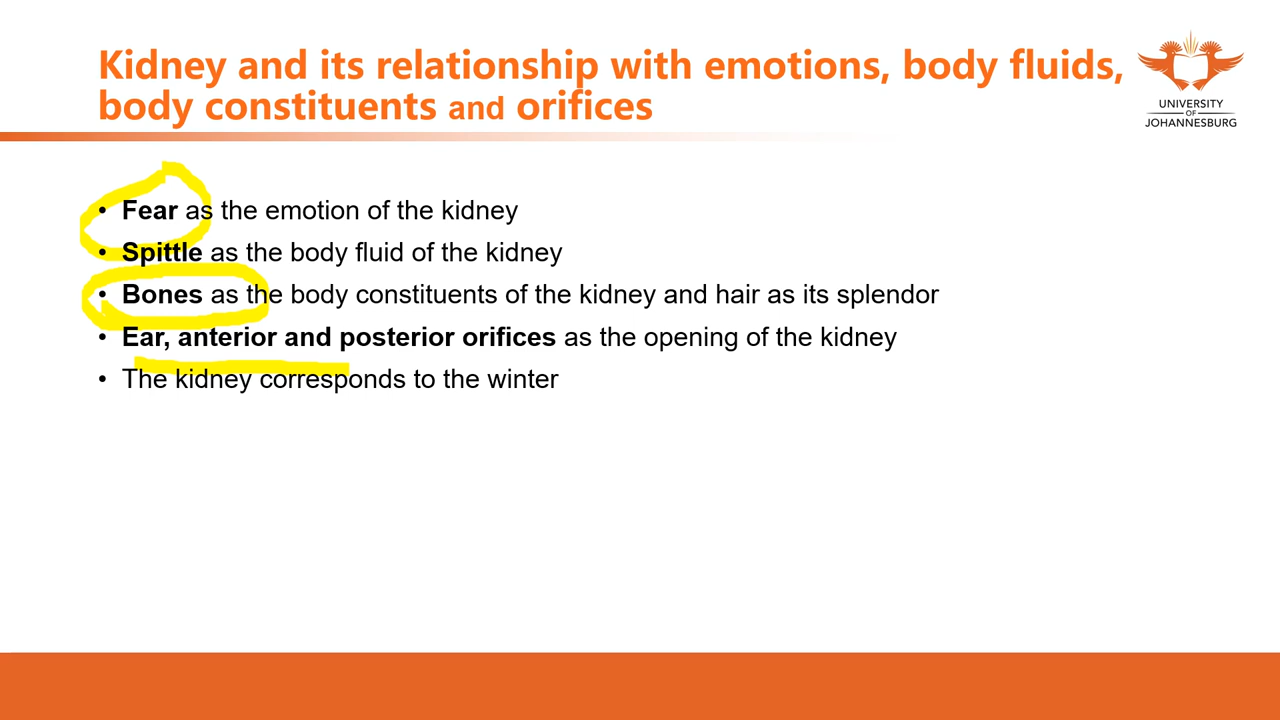 Kidney and its relationship with emotions, body fluids,
body constituents and orifices
UNIVERSITY
OF
JOHANNESBURG
• Fear as the emotion of the kidney
• Spittle as the body fluid of the kidney
• Bones as the body constituents of the kidney and hair as its splendor
• Ear, anterior and posterior orifices as the opening of the kidney
• The kidney corresponds to the winter